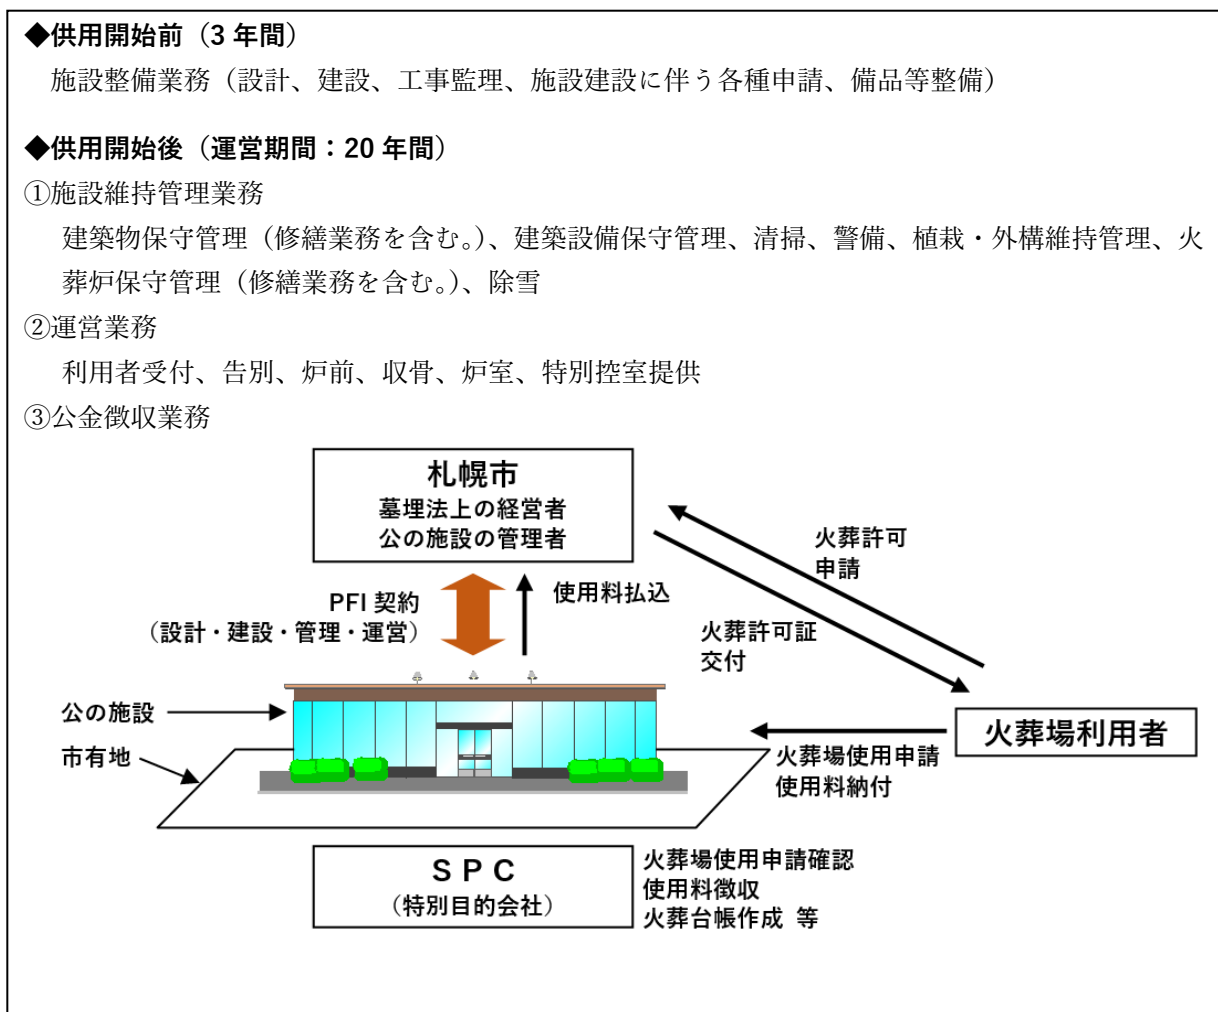 ◆供用開始前（3 年間）
施設整備業務（設計、建設、工事監理、施設建設に伴う各種申請、備品等整備）
◆供用開始後（運営期間：20 年間）
①施設維持管理業務
建築物保守管理（修繕業務を含む。）、建築設備保守管理、清掃、警備、植栽・外構維持管理、火
葬炉保守管理（修繕業務を含む。）、除雪
②運営業務
利用者受付、告別、炉前、収骨、炉室、特別控室提供
③公金徴収業務
札幌市
墓埋法上の経営者
公の施設の管理者
火葬許可
申請
PFI 契約
（設計・建設・管理・運営）
使用料払込
火葬許可証
交付
公の施設
市有地
火葬場利用者
火葬場使用申請
使用料納付
ＳＰＣ
（特別目的会社）
火葬場使用申請確認
使用料徴収
火葬台帳作成 等